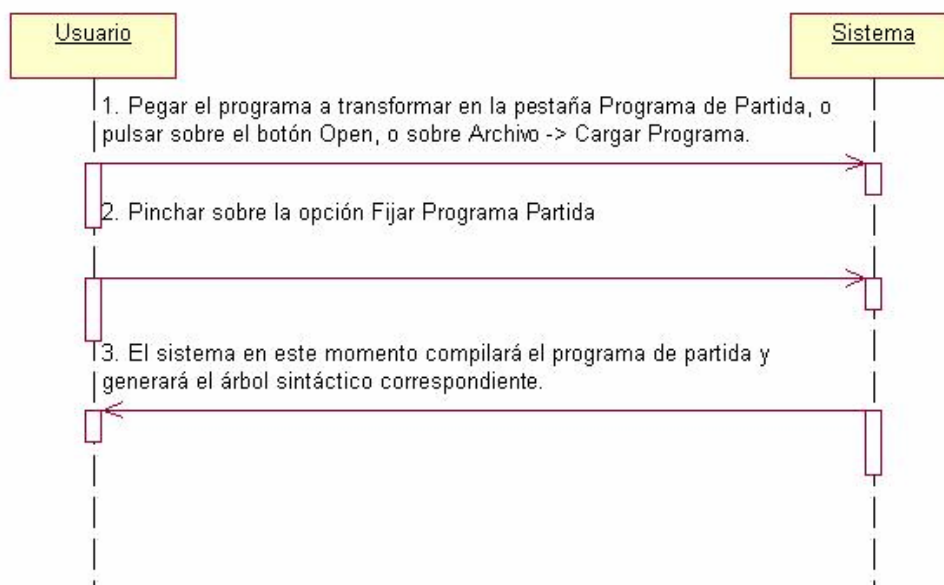 Usuario
Sistema
1. Pegar el programa a transformar en la pestaña Programa de Partida, o
pulsar sobre el botón Open, o sobre Archivo -> Cargar Programa.
2. Pinchar sobre la opción Fijar Programa Partida
3. El sistema en este momento compilará el programa de partida y
generará el árbol sintáctico correspondiente.